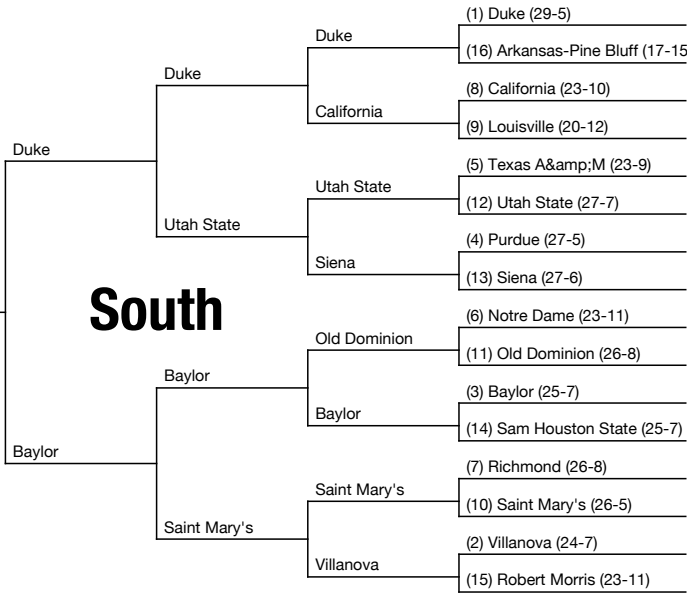 (1) Duke (29-5)
Duke
(16) Arkansas-Pine Bluff (17-15
Duke
(8) California (23-10)
California
(9) Louisville (20-12)
Duke
(5) Texas A&amp;M (23-9)
Utah State
(12) Utah State (27-7)
Utah State
(4) Purdue (27-5)
Siena
(13) Siena (27-6)
South
(6) Notre Dame (23-11)
Old Dominion
(11) Old Dominion (26-8)
Baylor
(3) Baylor (25-7)
Baylor
(14) Sam Houston State (25-7)
Baylor
(7) Richmond (26-8)
Saint Mary's
(10) Saint Mary's (26-5)
Saint Mary's
(2) Villanova (24-7)
Villanova
(15) Robert Morris (23-11)